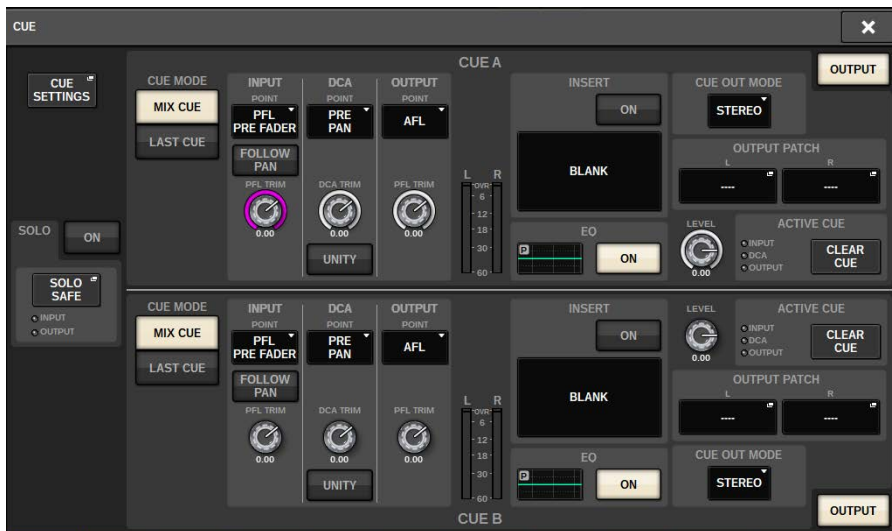 CUE
CUE A
OUTPUT
CUE SETTINGS
CUE MODE
MIX CUE
LAST CUE
INPUT
POINT
PFL
PRE FADER
FOLLOW
PAN
PFL TRIM
0.00
DCA
POINT
PRE
PAN
DCA TRIM
0.00
UNITY
OUTPUT
POINT
AFL
PFL TRIM
0.00
L R
OVR
6
12
18
30
60
INSERT
ON
BLANK
EQ
P
ON
CUE OUT MODE
STEREO
OUTPUT PATCH
L R
---- ----
LEVEL
0.00
ACTIVE CUE
INPUT
DCA
OUTPUT
CLEAR
CUE
SOLO
ON
SOLO
SAFE
INPUT
OUTPUT
CUE MODE
MIX CUE
LAST CUE
INPUT
POINT
PFL
PRE FADER
FOLLOW
PAN
PFL TRIM
0.00
DCA
POINT
PRE
PAN
DCA TRIM
0.00
UNITY
OUTPUT
POINT
AFL
PFL TRIM
0.00
L R
OVR
6
12
18
30
60
INSERT
ON
BLANK
EQ
P
ON
LEVEL
0.00
ACTIVE CUE
INPUT
DCA
OUTPUT
CLEAR
CUE
OUTPUT PATCH
L R
---- ----
CUE OUT MODE
STEREO
OUTPUT
CUE B